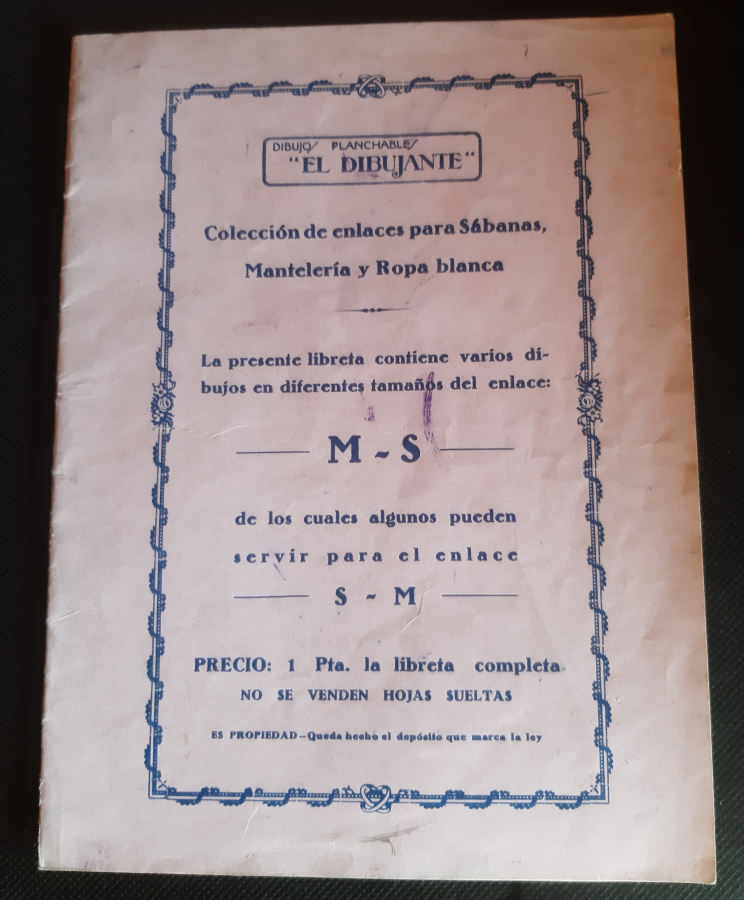 DIBUJOS PLANCHABLES
"EL DIBUJANTE"
Colección de enlaces para Sábanas,
Mantelería y Ropa blanca
La presente libreta contiene varios di-
bujos en diferentes tamaños del enlace:
M - S
de los cuales algunos pueden
servir para el enlace
S - M
PRECIO: 1 Pta. la libreta completa
NO SE VENDEN HOJAS SUELTAS
ES PROPIEDAD - Queda hecho el depósito que marca la ley